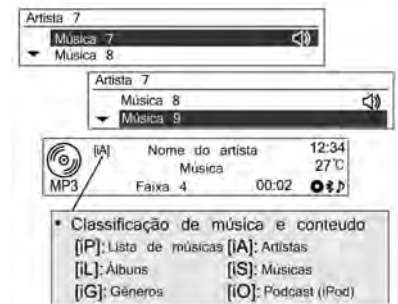 Artista 7
Música 7
Música 8
Artista 7
Música 8
Música 9
[iA] Nome do artista 12:34
Música 27°C
MP3 Faixa 4 00:02
• Classificação de música e conteudo
[iP]: Lista de músicas [iA]: Artistas
[iL]: Álbuns [iS]: Músicas
[iG]: Gêneros [iO]: Podcast (iPod)